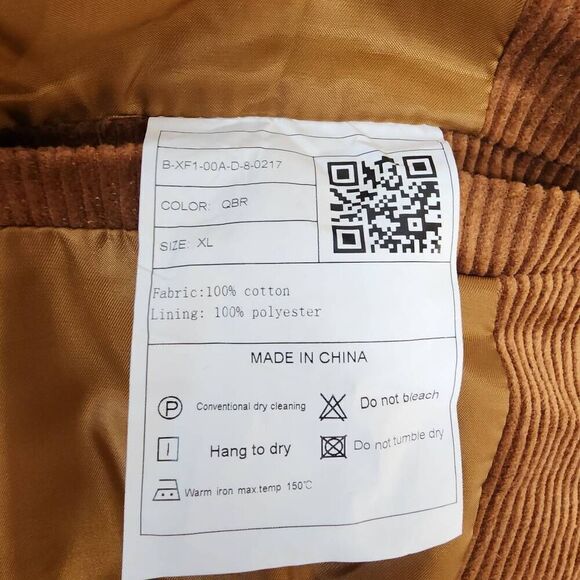 B-XF1-00A-D-8-0217
COLOR: QBR
SIZE: XL
Fabric:100% cotton
Lining: 100% polyester
MADE IN CHINA
P Conventional dry cleaning
Do not bleach
Hang to dry
Do not tumble dry
Warm iron max.temp 150℃